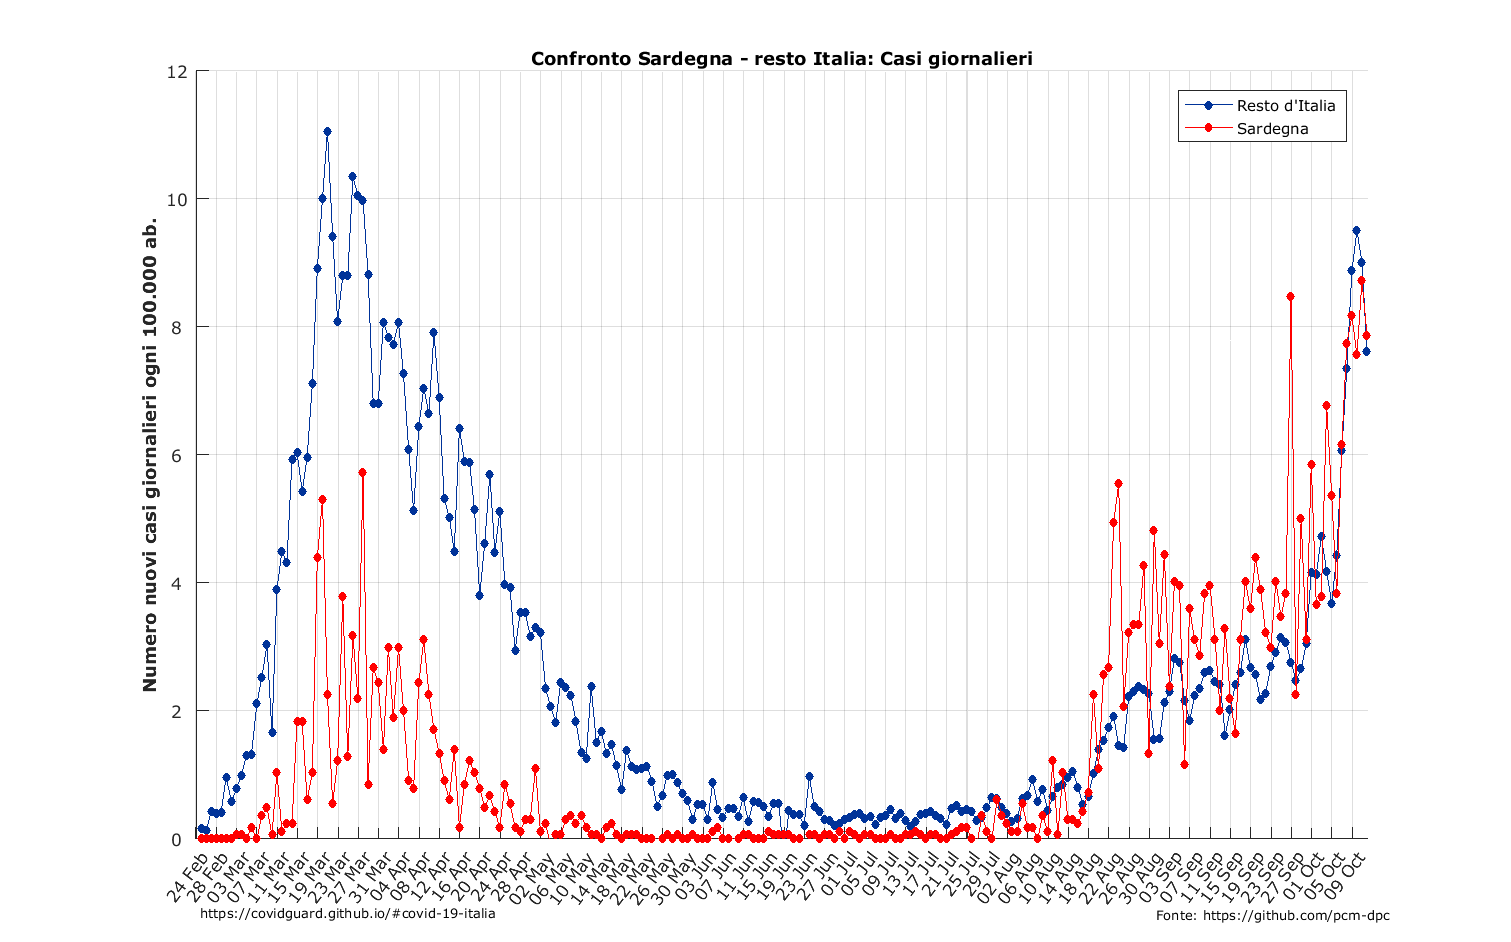 Confronto Sardegna - resto Italia: Casi giornalieri
Numero nuovi casi giornalieri ogni 100.000 ab.
12
10
8
6
4
2
0
Resto d'Italia
Sardegna
24 Feb
28 Feb
03 Mar
07 Mar
11 Mar
15 Mar
19 Mar
23 Mar
27 Mar
31 Mar
04 Apr
08 Apr
12 Apr
16 Apr
20 Apr
24 Apr
28 Apr
02 May
06 May
10 May
14 May
18 May
22 May
26 May
30 May
03 Jun
07 Jun
11 Jun
15 Jun
19 Jun
23 Jun
27 Jun
01 Jul
05 Jul
09 Jul
13 Jul
17 Jul
21 Jul
25 Jul
29 Jul
02 Aug
06 Aug
10 Aug
14 Aug
18 Aug
22 Aug
26 Aug
30 Aug
03 Sep
07 Sep
11 Sep
15 Sep
19 Sep
23 Sep
27 Sep
01 Oct
05 Oct
09 Oct
https://covidguard.github.io/#covid-19-italia
Fonte: https://github.com/pcm-dpc